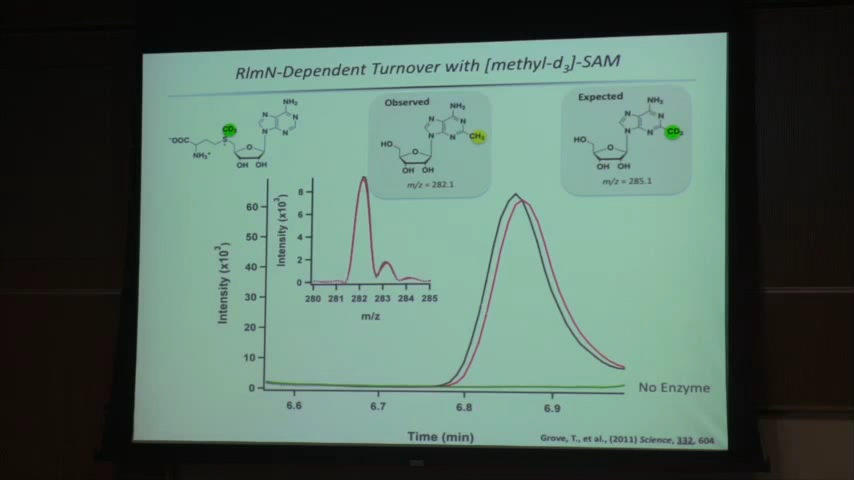 RlmN-Dependent Turnover with [methyl-d3]-SAM
Observed
Expected
CD3
NH2
N
N
N
N
-OOC
S+
O
NH3+
OH OH
NH2
N
N
N
N
CH3
HO
O
OH OH
m/z = 282.1
NH2
N
N
N
N
CD3
HO
O
OH OH
m/z = 285.1
Intensity (x10³)
60
50
40
30
20
10
0
Intensity (x10³)
8
6
4
2
0
280 281 282 283 284 285
m/z
No Enzyme
6.6 6.7 6.8 6.9
Time (min)
Grove, T., et al., (2011) Science, 332, 604